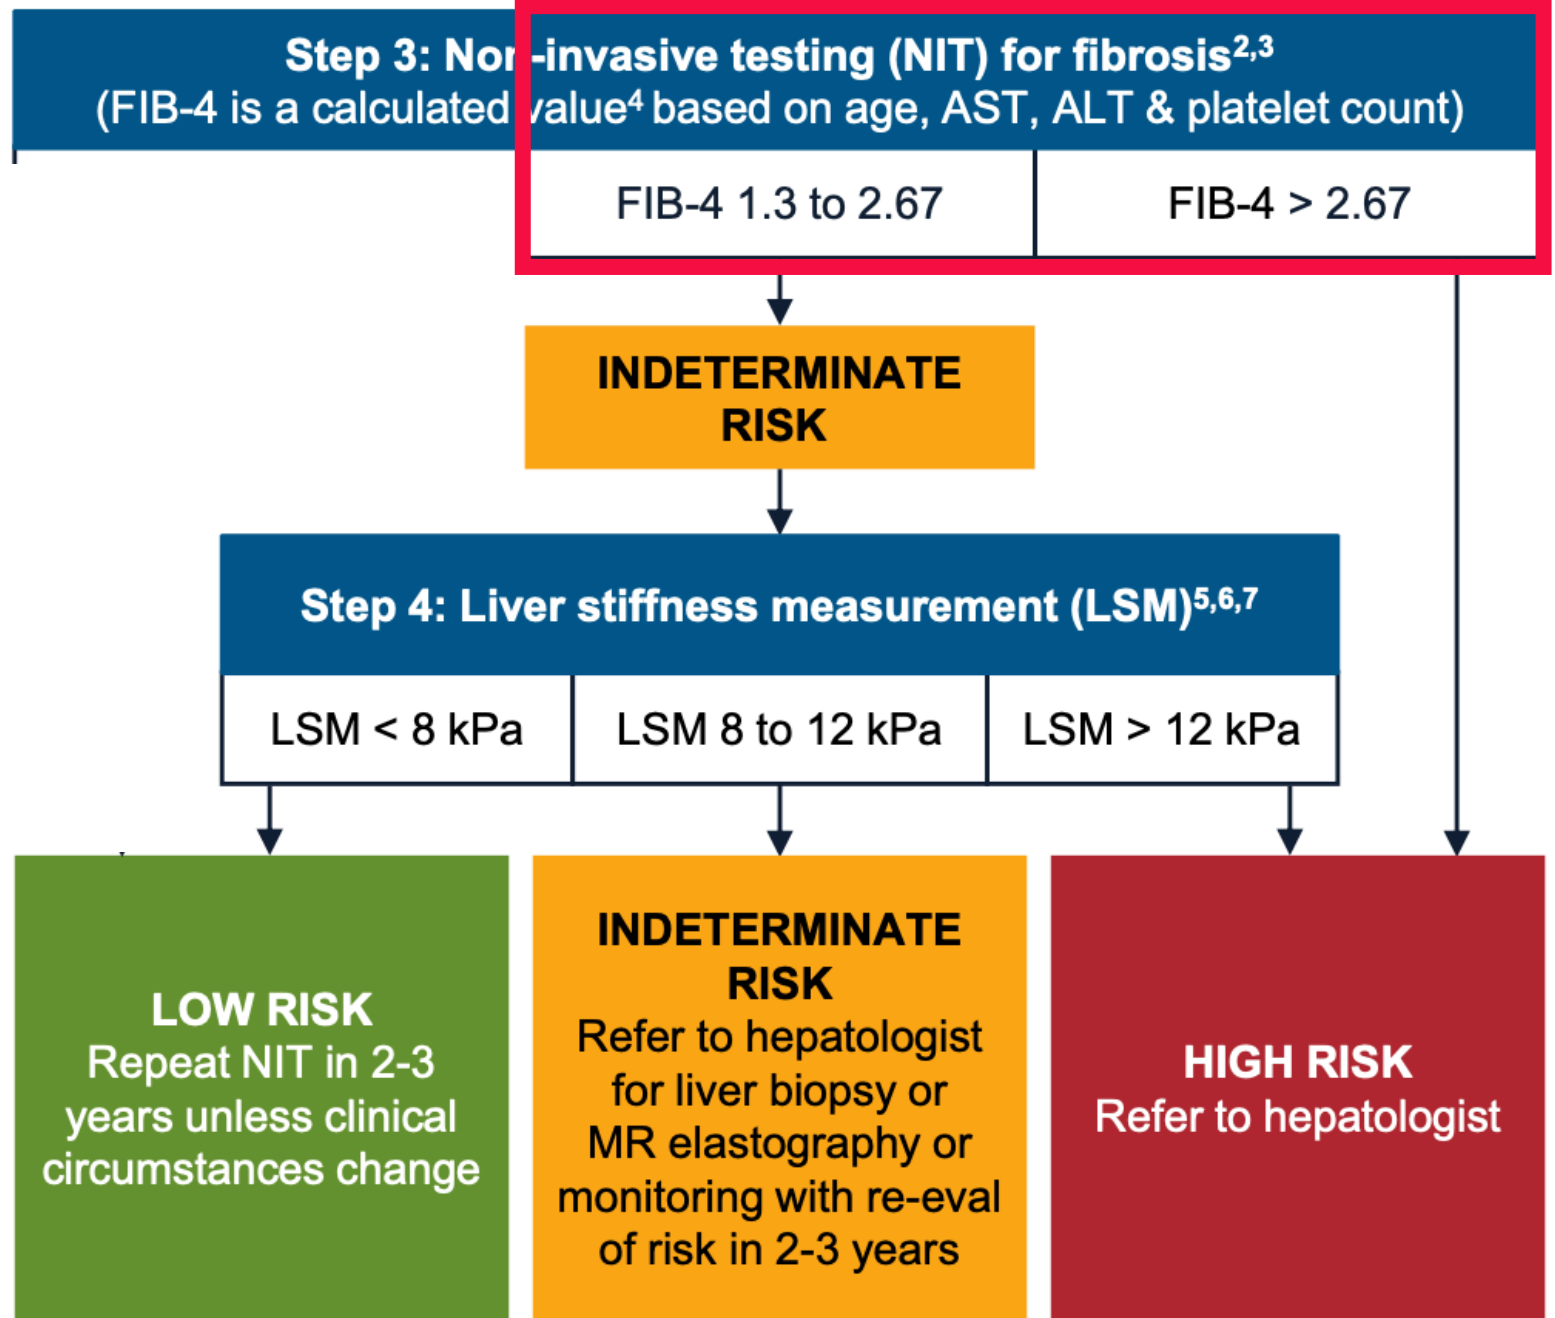 Step 3: Non-invasive testing (NIT) for fibrosis2,3
(FIB-4 is a calculated value4 based on age, AST, ALT & platelet count)
FIB-4 1.3 to 2.67
FIB-4 > 2.67
INDETERMINATE
RISK
Step 4: Liver stiffness measurement (LSM)5,6,7
LSM < 8 kPa
LSM 8 to 12 kPa
LSM > 12 kPa
LOW RISK
Repeat NIT in 2-3
years unless clinical
circumstances change
INDETERMINATE
RISK
Refer to hepatologist
for liver biopsy or
MR elastography or
monitoring with re-eval
of risk in 2-3 years
HIGH RISK
Refer to hepatologist